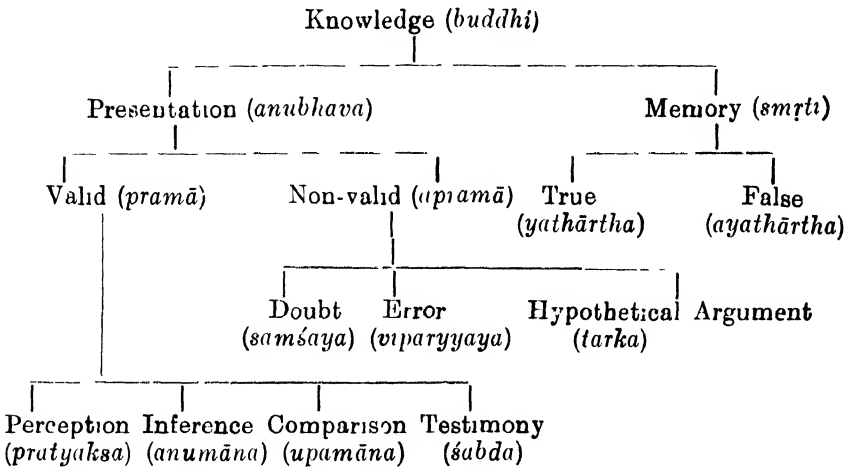 Knowledge (buddhi)
Presentation (anubhava) Memory (smṛti)
Valid (pramā) Non-valid (apramā) True False
(yathārtha) (ayathārtha)
Doubt Error Hypothetical Argument
(saṁśaya) (viparyyaya) (tarka)
Perception Inference Comparison Testimony
(pratyaksa) (anumāna) (upamāna) (śabda)